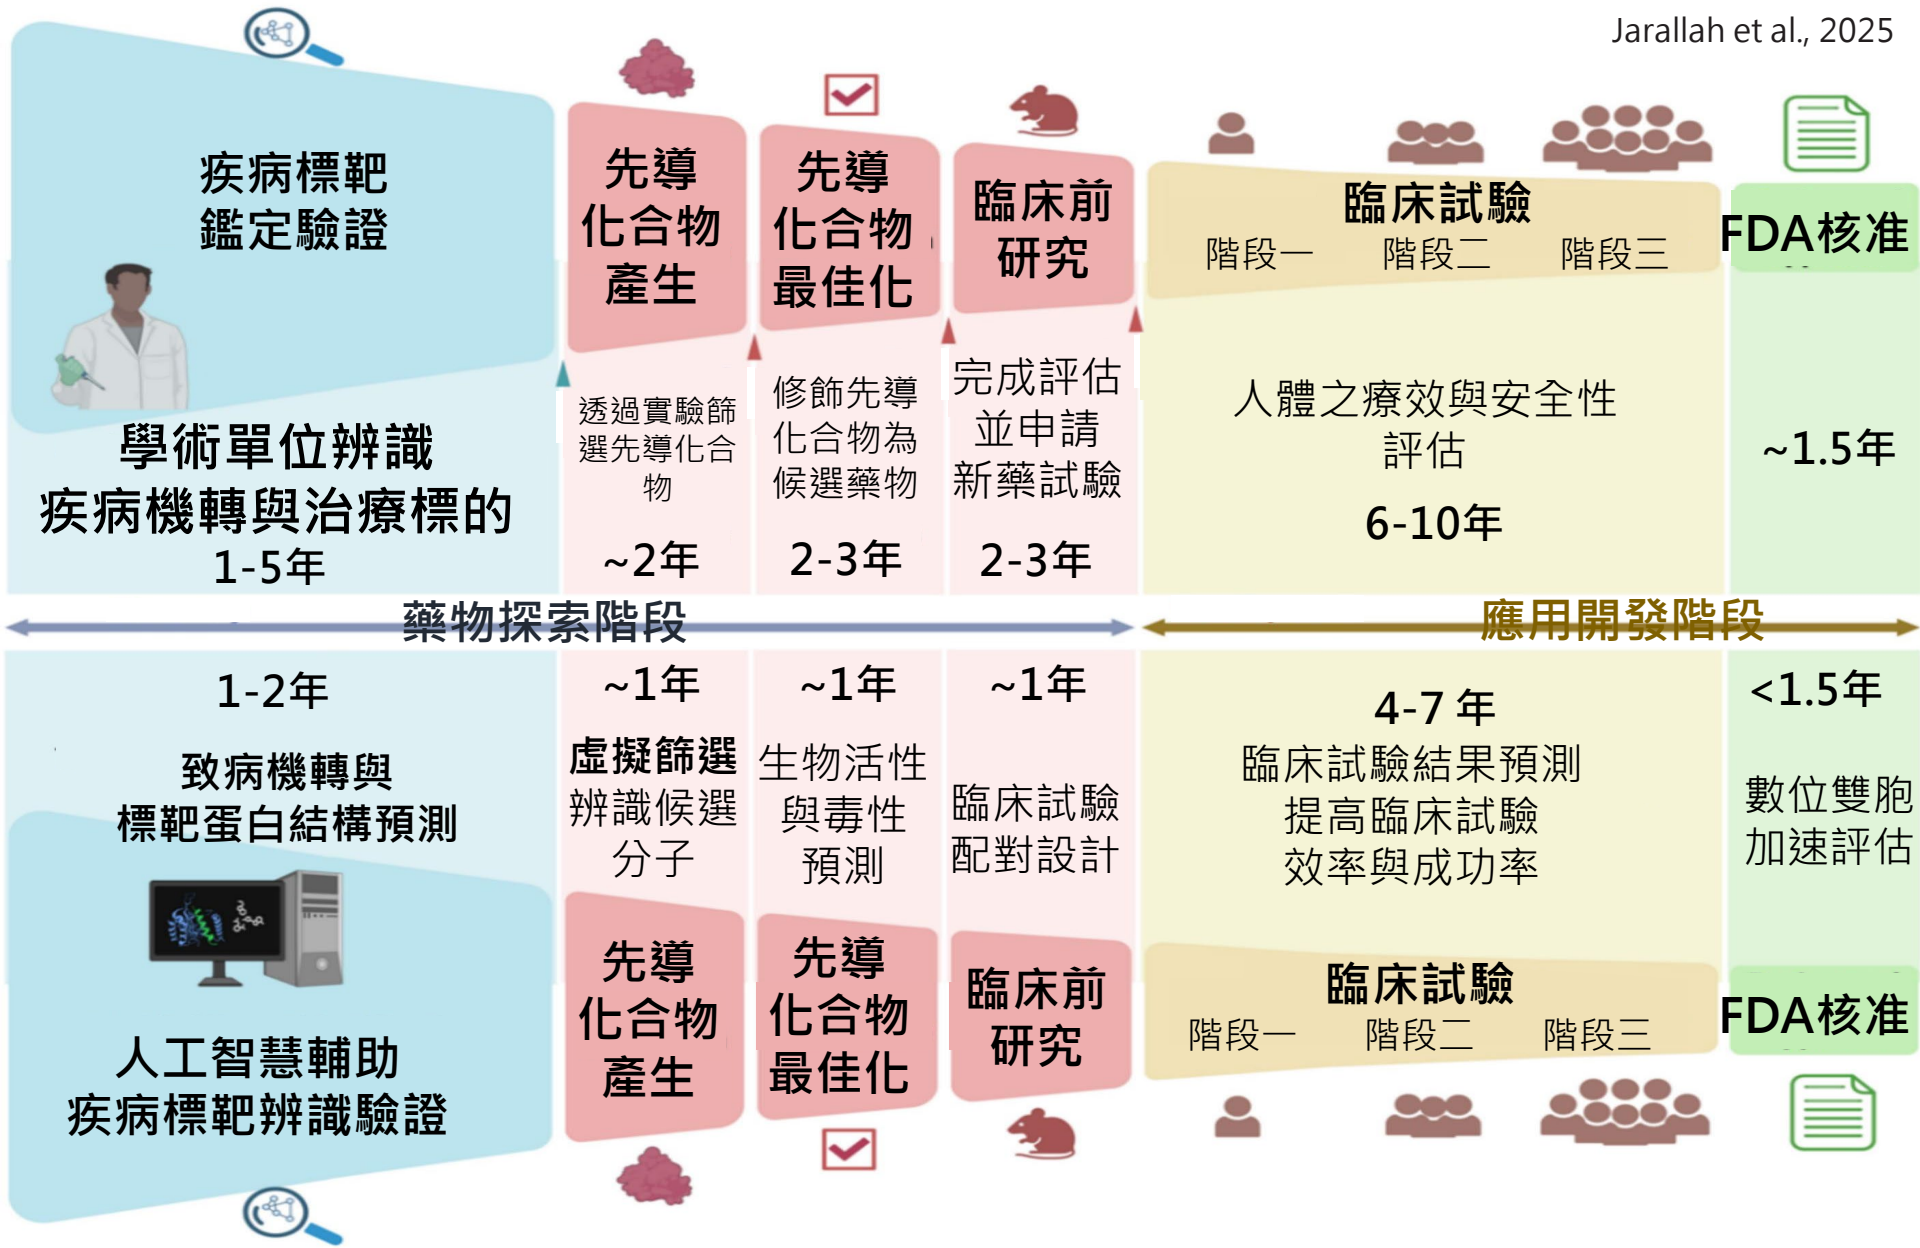 Jarallah et al., 2025
疾病標靶
鑑定驗證
先導
化合物
產生
先導
化合物
最佳化
臨床前
研究
臨床試驗
階段一 階段二 階段三
FDA核准
學術單位辨識
疾病機轉與治療標的
1-5年
透過實驗篩
選先導化合
物
~2年
修飾先導
化合物為
候選藥物
2-3年
完成評估
並申請
新藥試驗
2-3年
人體之療效與安全性
評估
6-10年
~1.5年
藥物探索階段
應用開發階段
1-2年
致病機轉與
標靶蛋白結構預測
~1年
虛擬篩選
辨識候選
分子
~1年
生物活性
與毒性
預測
~1年
臨床試驗
配對設計
4-7 年
臨床試驗結果預測
提高臨床試驗
效率與成功率
<1.5年
數位雙胞
加速評估
人工智慧輔助
疾病標靶辨識驗證
先導
化合物
產生
先導
化合物
最佳化
臨床前
研究
臨床試驗
階段一 階段二 階段三
FDA核准